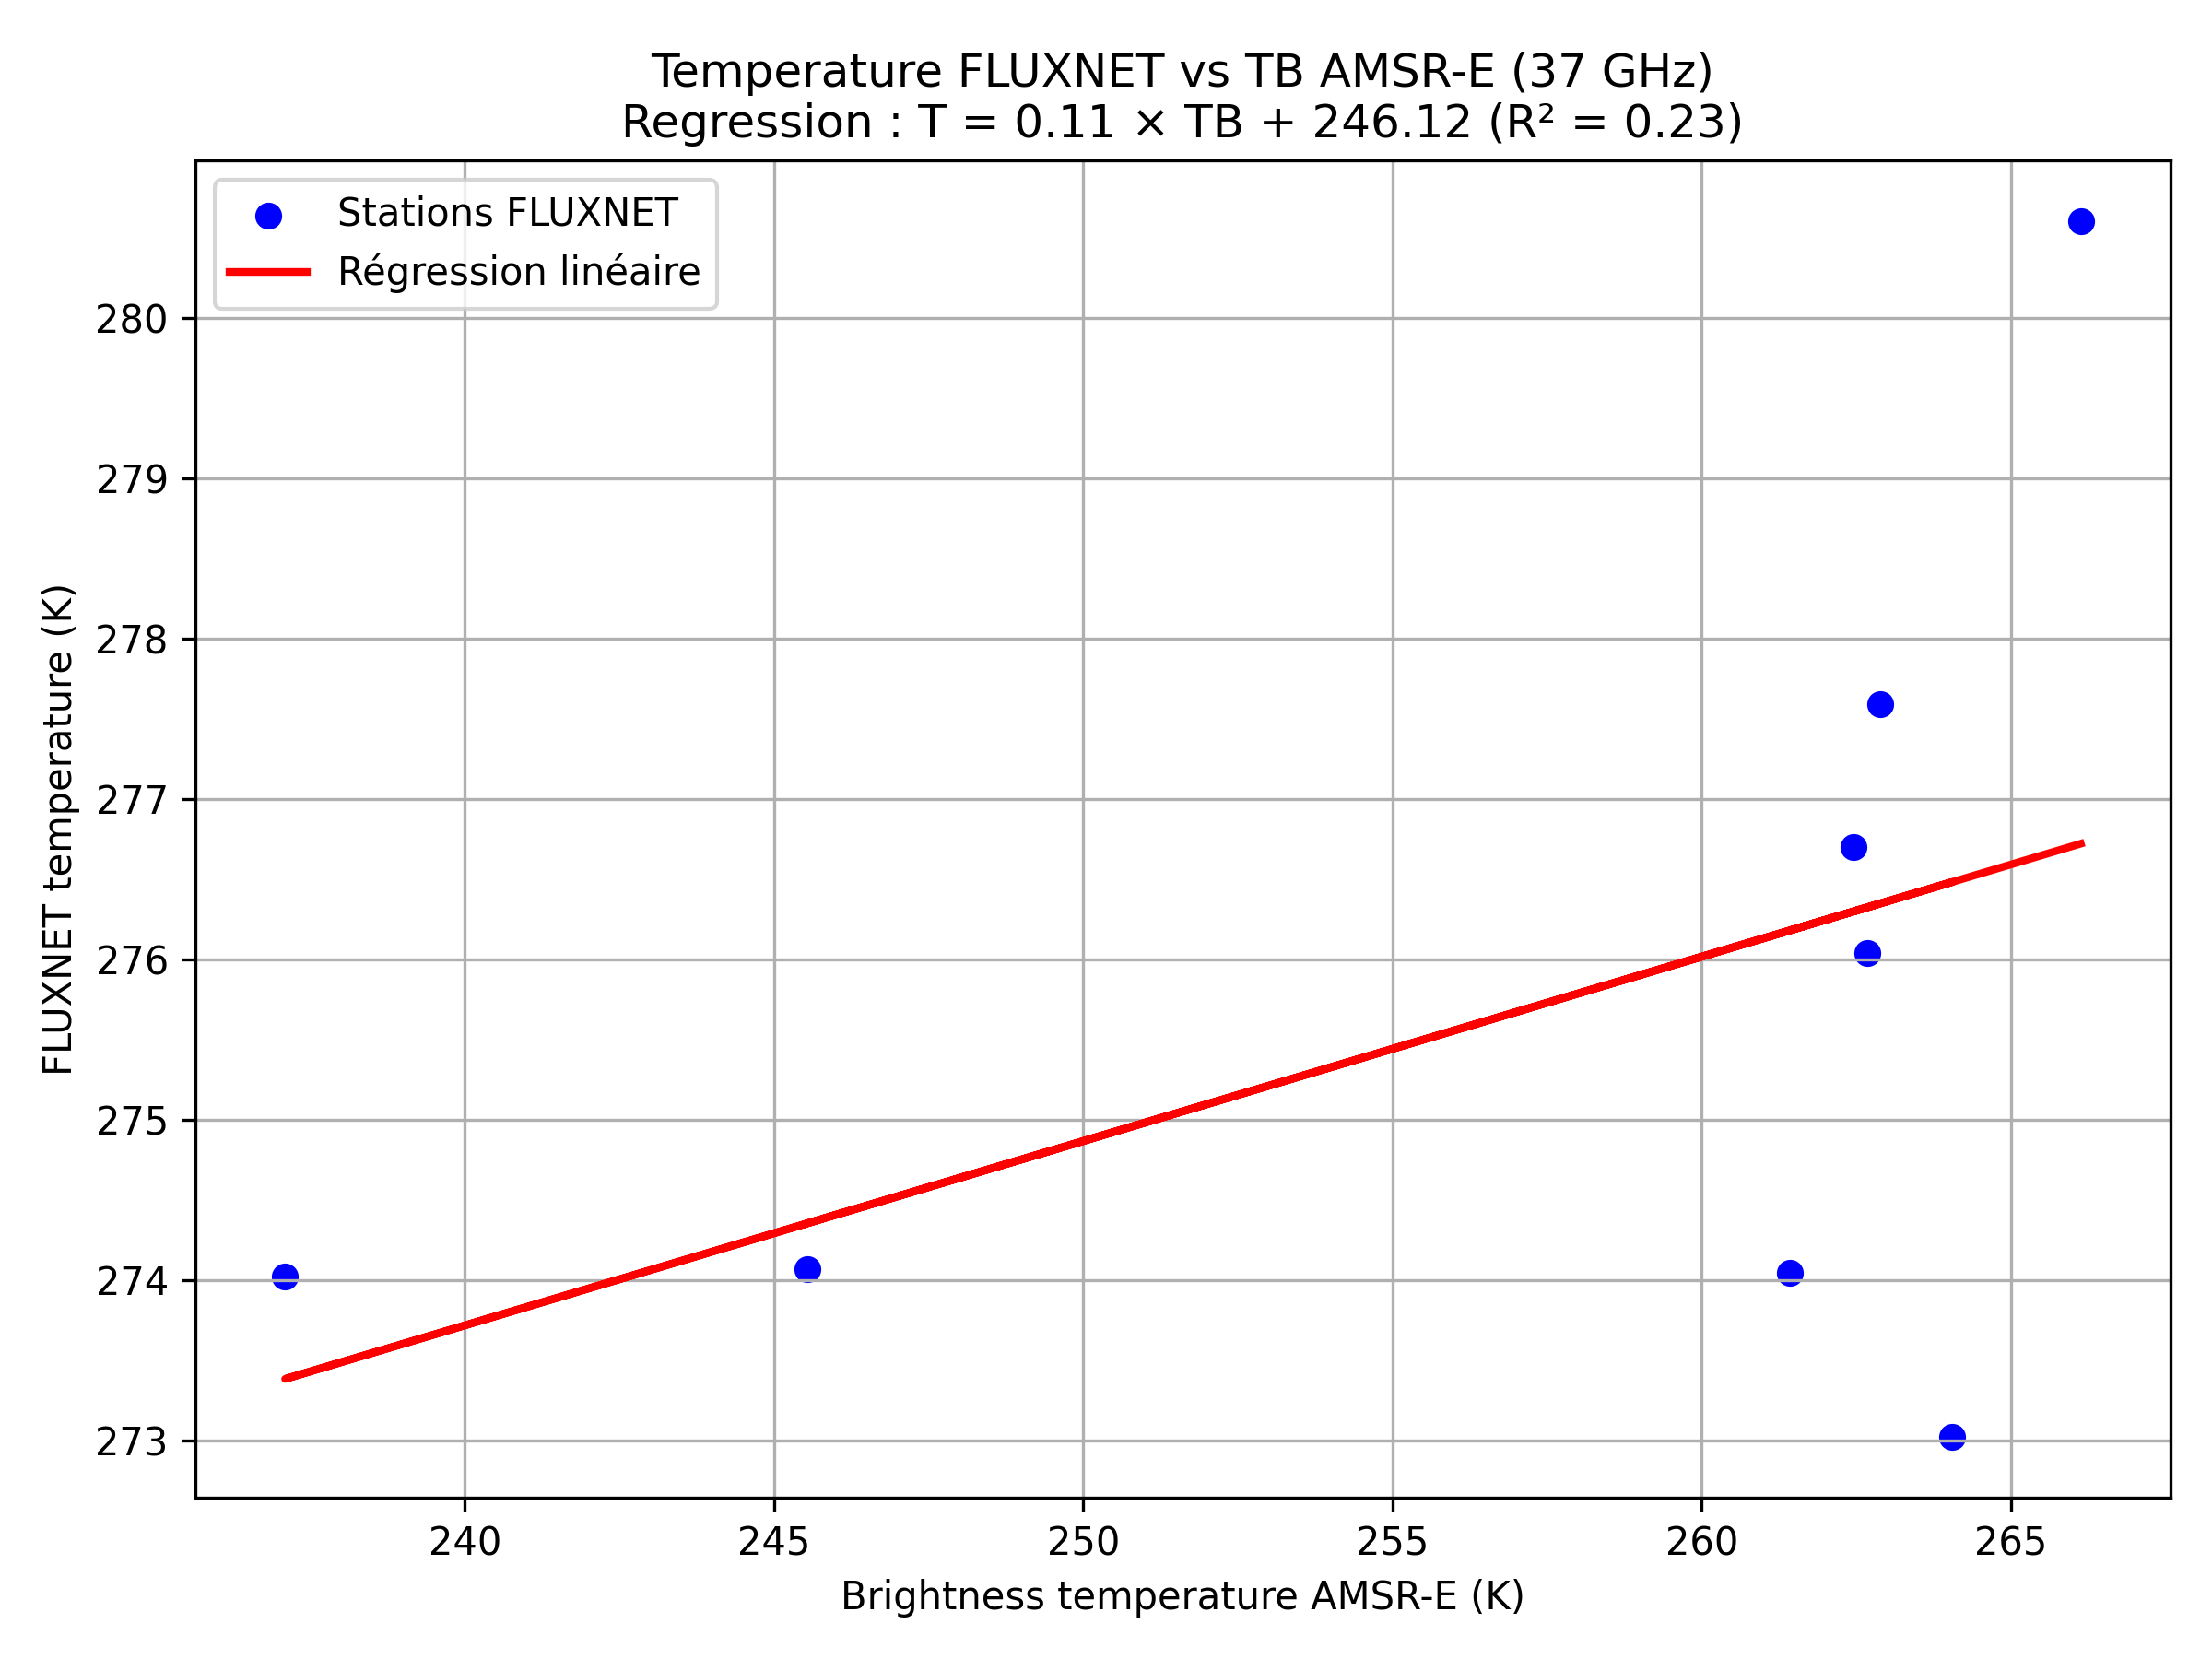 Temperature FLUXNET vs TB AMSR-E (37 GHz)
Regression : T = 0.11 × TB + 246.12 (R² = 0.23)
Stations FLUXNET
Régression linéaire
280
279
278
277
276
275
274
273
FLUXNET temperature (K)
240 245 250 255 260 265
Brightness temperature AMSR-E (K)